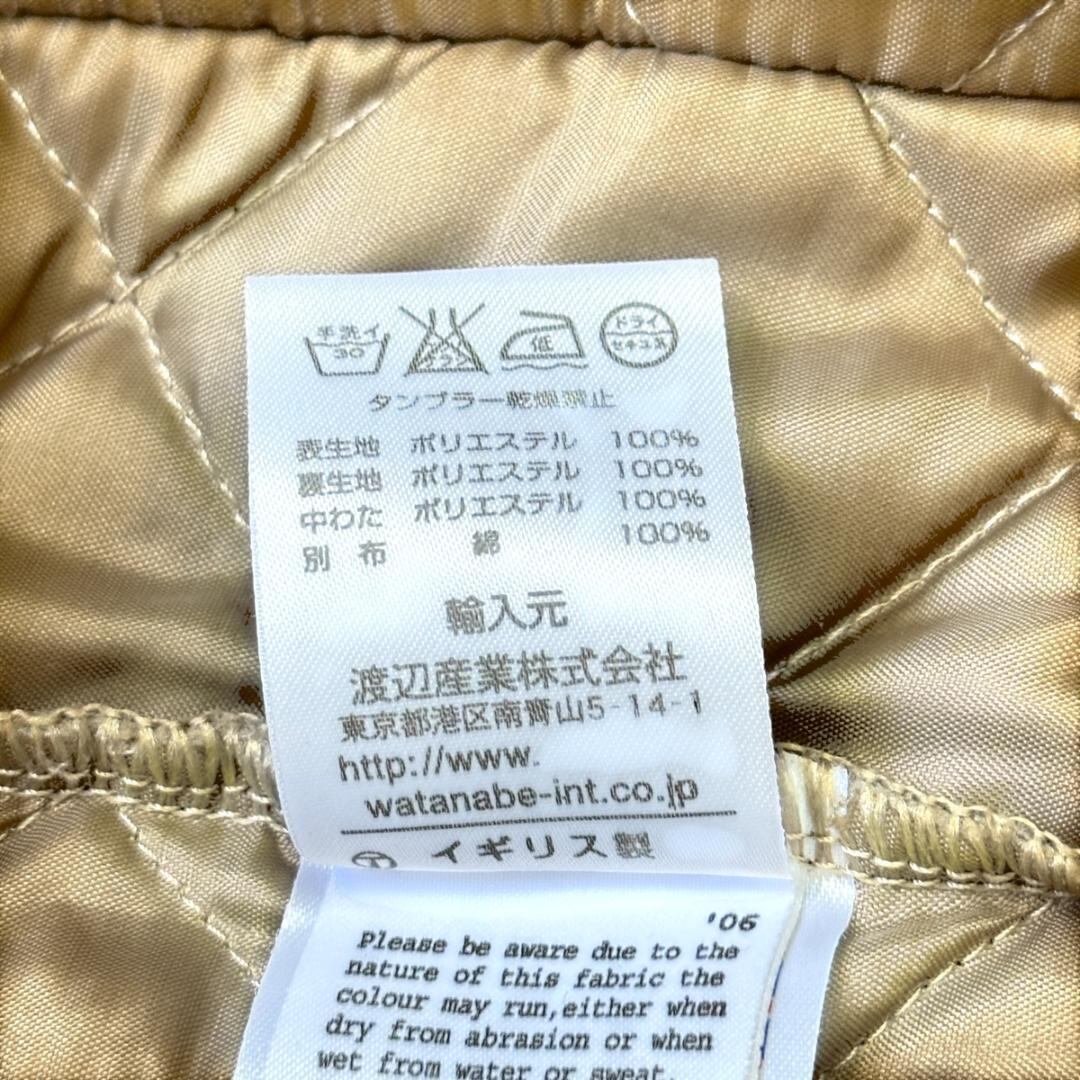 手洗イ 30 エンソサラシ 低 ドライ セキユ系
タンブラー乾燥禁止
表生地 ポリエステル 100%
裏生地 ポリエステル 100%
中わた ポリエステル 100%
別 布 綿 100%
輸入元
渡辺産業株式会社
東京都港区南青山5-14-1
http://www.
watanabe-int.co.jp
イギリス製
'06
Please be aware due to the
nature of this fabric the
colour may run,either when
dry from abrasion or when
wet from water or sweat.